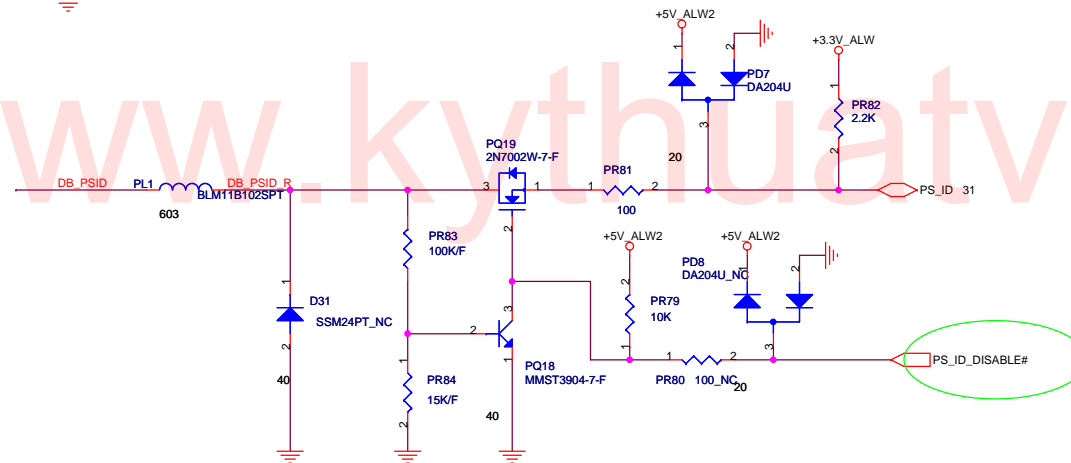 www.kythuatv
+5V_ALW2
1
2
PD7
DA204U
3
20
+3.3V_ALW
1
PR82
2.2K
2
PQ19
2N7002W-7-F
3
1
2
PR81
1
2
100
PS_ID 31
DB_PSID
PL1
DB_PSID_R
BLM11B102SPT
603
PR83
100K/F
1
D31
SSM24PT_NC
2
40
1
PR84
15K/F
2
2
3
1
PQ18
MMST3904-7-F
40
+5V_ALW2
2
PR79
10K
1
+5V_ALW2
PD8
DA204U_NC
1
2
3
1
2
PR80 100_NC
20
PS_ID_DISABLE#